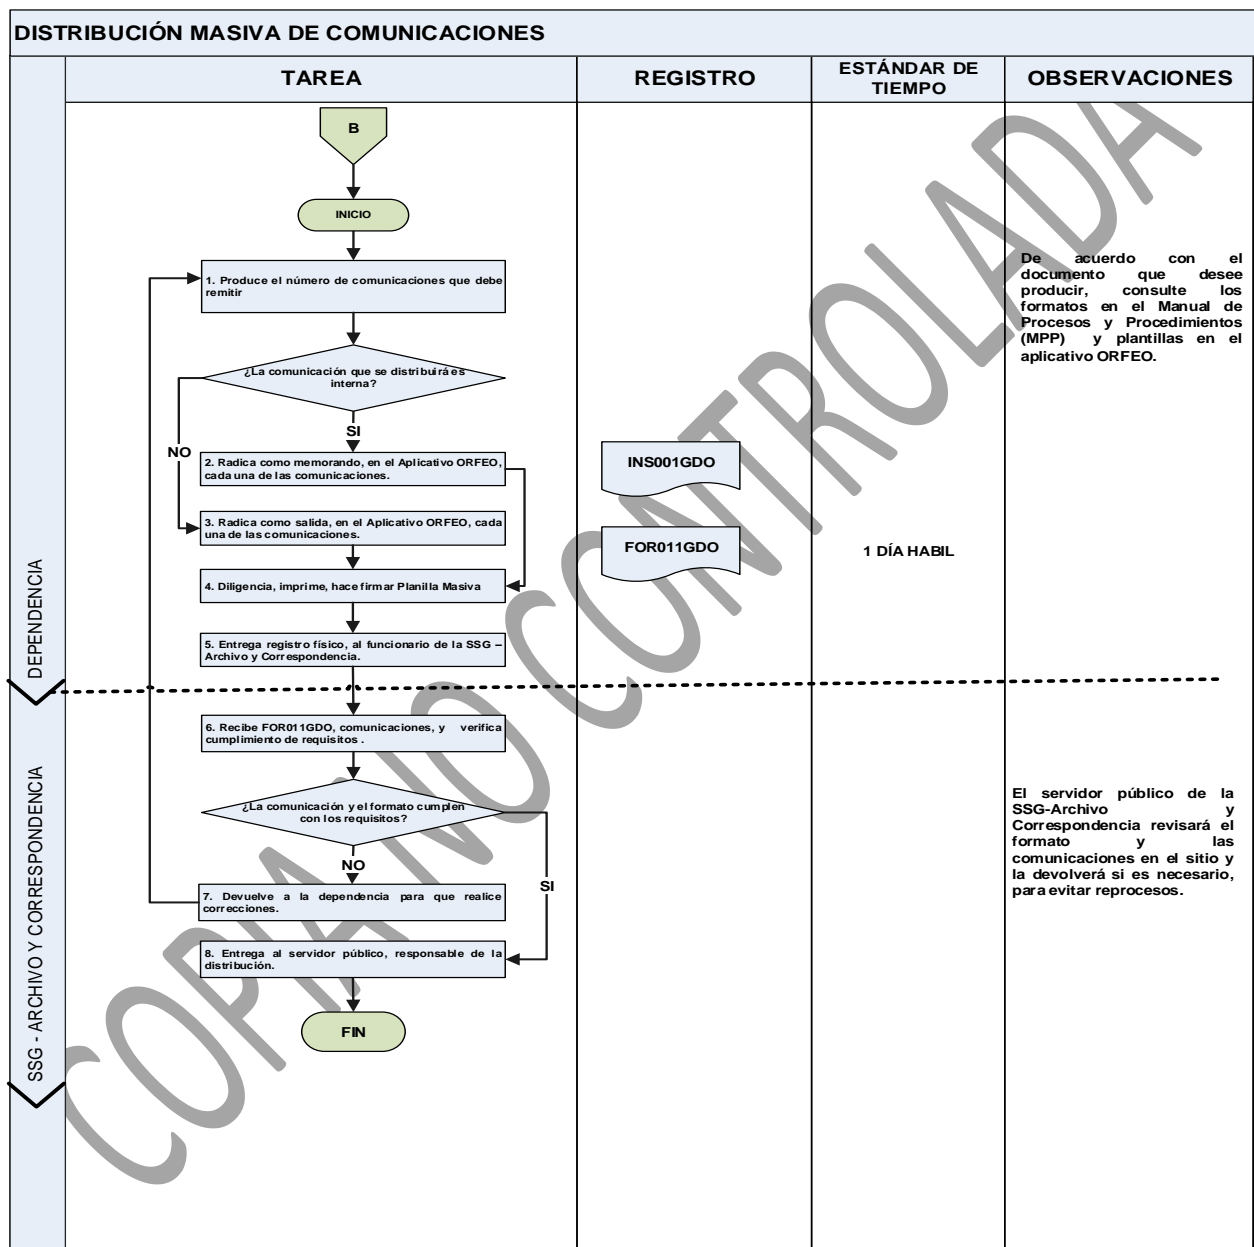 DISTRIBUCIÓN MASIVA DE COMUNICACIONES
TAREA
REGISTRO
ESTÁNDAR DE
TIEMPO
OBSERVACIONES
B
INICIO
1. Produce el número de comunicaciones que debe
remitir
De acuerdo con el
documento que desee
producir, consulte los
formatos en el Manual de
Procesos y Procedimientos
(MPP) y plantillas en el
aplicativo ORFEO.
¿La comunicación que se distribuirá es
interna?
SI
NO
2. Radica como memorando, en el Aplicativo ORFEO,
cada una de las comunicaciones.
INS001GDO
3. Radica como salida, en el Aplicativo ORFEO, cada
una de las comunicaciones.
FOR011GDO
1 DÍA HABIL
4. Diligencia, imprime, hace firmar Planilla Masiva
5. Entrega registro físico, al funcionario de la SSG –
Archivo y Correspondencia.
DEPENDENCIA
6. Recibe FOR011GDO, comunicaciones, y verifica
cumplimiento de requisitos .
¿La comunicación y el formato cumplen
con los requisitos?
NO
SI
El servidor público de la
SSG-Archivo y
Correspondencia revisará el
formato y las
comunicaciones en el sitio y
la devolverá si es necesario,
para evitar reprocesos.
7. Devuelve a la dependencia para que realice
correcciones.
8. Entrega al servidor público, responsable de la
distribución.
FIN
SSG - ARCHIVO Y CORRESPONDENCIA
COPIA NO CONTROLADA